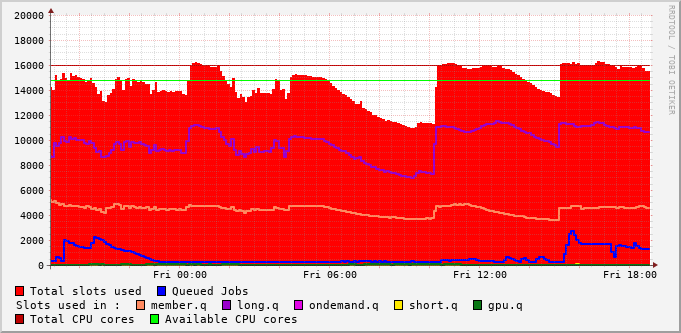 20000
18000
16000
14000
12000
10000
8000
6000
4000
2000
0
Fri 00:00 Fri 06:00 Fri 12:00 Fri 18:00
RRDTOOL / TOBI OETIKER
Total slots used Queued Jobs
Slots used in : member.q long.q ondemand.q short.q gpu.q
Total CPU cores Available CPU cores